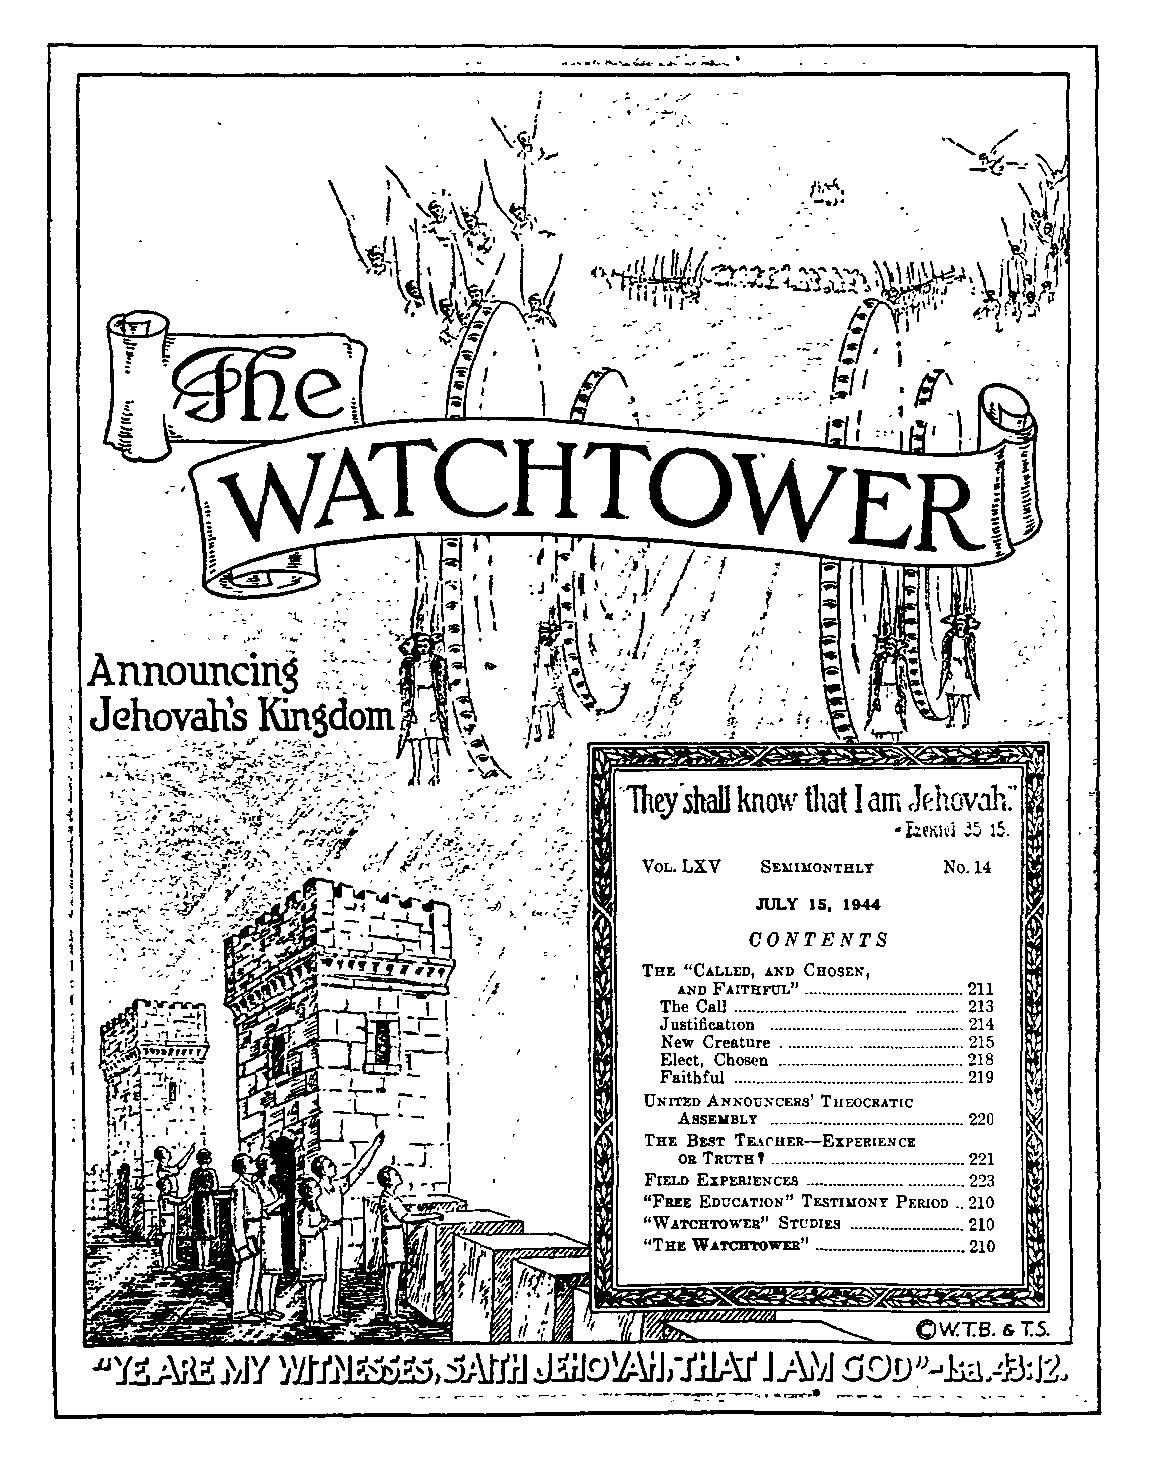 The
WATCHTOWER
Announcing
Jehovah's Kingdom
"They shall know that I am Jehovah."
- Ezekiel 35 15.
VOL. LXV SEMIMONTHLY No. 14
JULY 15, 1944
CONTENTS
THE "CALLED, AND CHOSEN,
AND FAITHFUL" ................................ 211
The Call ................................ 213
Justification ................................ 214
New Creature ................................ 215
Elect, Chosen ................................ 218
Faithful ................................ 219
UNITED ANNOUNCERS' THEOCRATIC
ASSEMBLY ................................ 220
THE BEST TEACHER—EXPERIENCE
OR TRUTH? ................................ 221
FIELD EXPERIENCES ................................ 223
"FREE EDUCATION" TESTIMONY PERIOD .. 210
"WATCHTOWER" STUDIES ........................ 210
"THE WATCHTOWER" ................................ 210
©W.T.B. & T.S.
"YE ARE MY WITNESSES, SAITH JEHOVAH, THAT I AM GOD"-Isa.43:12.